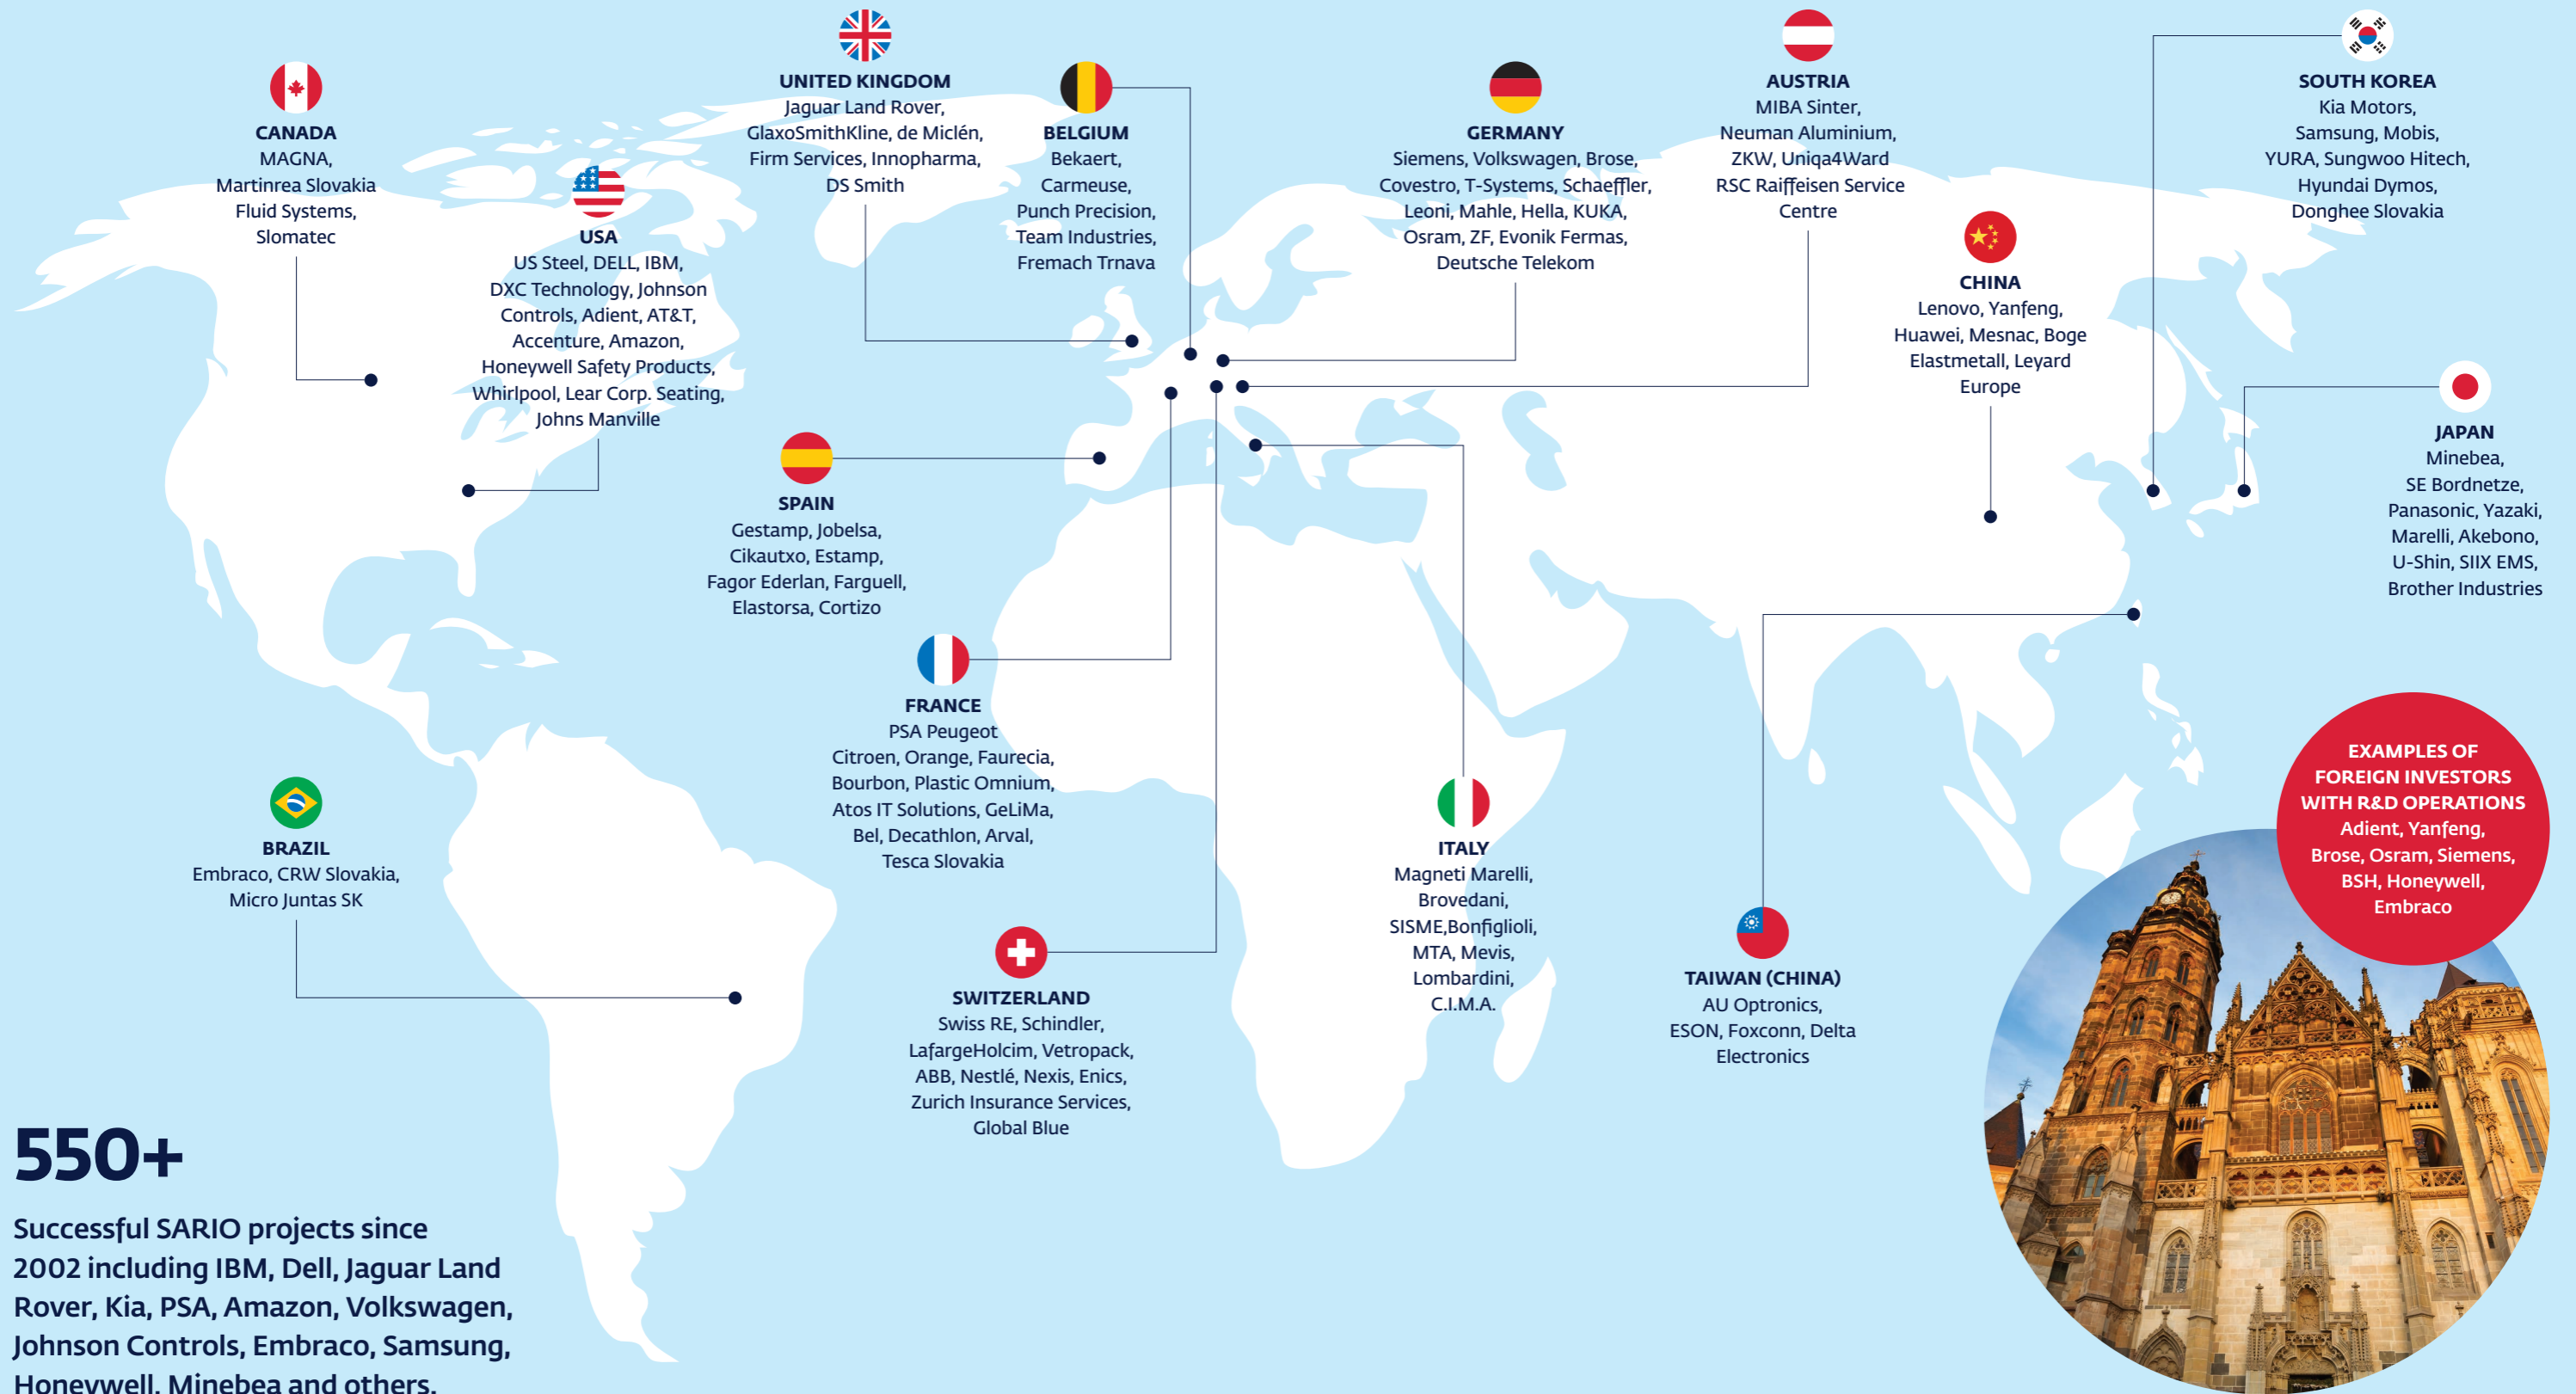 CANADA
MAGNA,
Martinrea Slovakia
Fluid Systems,
Slomatec
USA
US Steel, DELL, IBM,
DXC Technology, Johnson
Controls, Adient, AT&T,
Accenture, Amazon,
Honeywell Safety Products,
Whirlpool, Lear Corp. Seating,
Johns Manville
UNITED KINGDOM
Jaguar Land Rover,
GlaxoSmithKline, de Miclén,
Firm Services, Innopharma,
DS Smith
BELGIUM
Bekaert,
Carmeuse,
Punch Precision,
Team Industries,
Fremach Trnava
GERMANY
Siemens, Volkswagen, Brose,
Covestro, T-Systems, Schaeffler,
Leoni, Mahle, Hella, KUKA,
Osram, ZF, Evonik Fermas,
Deutsche Telekom
AUSTRIA
MIBA Sinter,
Neuman Aluminium,
ZKW, Uniqa4Ward
RSC Raiffeisen Service
Centre
CHINA
Lenovo, Yanfeng,
Huawei, Mesnac, Boge
Elastmetall, Leyard
Europe
SOUTH KOREA
Kia Motors,
Samsung, Mobis,
YURA, Sungwoo Hitech,
Hyundai Dymos,
Donghee Slovakia
JAPAN
Minebea,
SE Bordnetze,
Panasonic, Yazaki,
Marelli, Akebono,
U-Shin, SIIX EMS,
Brother Industries
SPAIN
Gestamp, Jobelsa,
Cikautxo, Estamp,
Fagor Ederlan, Farguell,
Elastorsa, Cortizo
FRANCE
PSA Peugeot
Citroen, Orange, Faurecia,
Bourbon, Plastic Omnium,
Atos IT Solutions, GeLiMa,
Bel, Decathlon, Arval,
Tesca Slovakia
BRAZIL
Embraco, CRW Slovakia,
Micro Juntas SK
SWITZERLAND
Swiss RE, Schindler,
LafargeHolcim, Vetropack,
ABB, Nestlé, Nexis, Enics,
Zurich Insurance Services,
Global Blue
ITALY
Magneti Marelli,
Brovedani,
SISME,Bonfiglioli,
MTA, Mevis,
Lombardini,
C.I.M.A.
TAIWAN (CHINA)
AU Optronics,
ESON, Foxconn, Delta
Electronics
EXAMPLES OF
FOREIGN INVESTORS
WITH R&D OPERATIONS
Adient, Yanfeng,
Brose, Osram, Siemens,
BSH, Honeywell,
Embraco
550+
Successful SARIO projects since
2002 including IBM, Dell, Jaguar Land
Rover, Kia, PSA, Amazon, Volkswagen,
Johnson Controls, Embraco, Samsung,
Honeywell, Minebea and others.